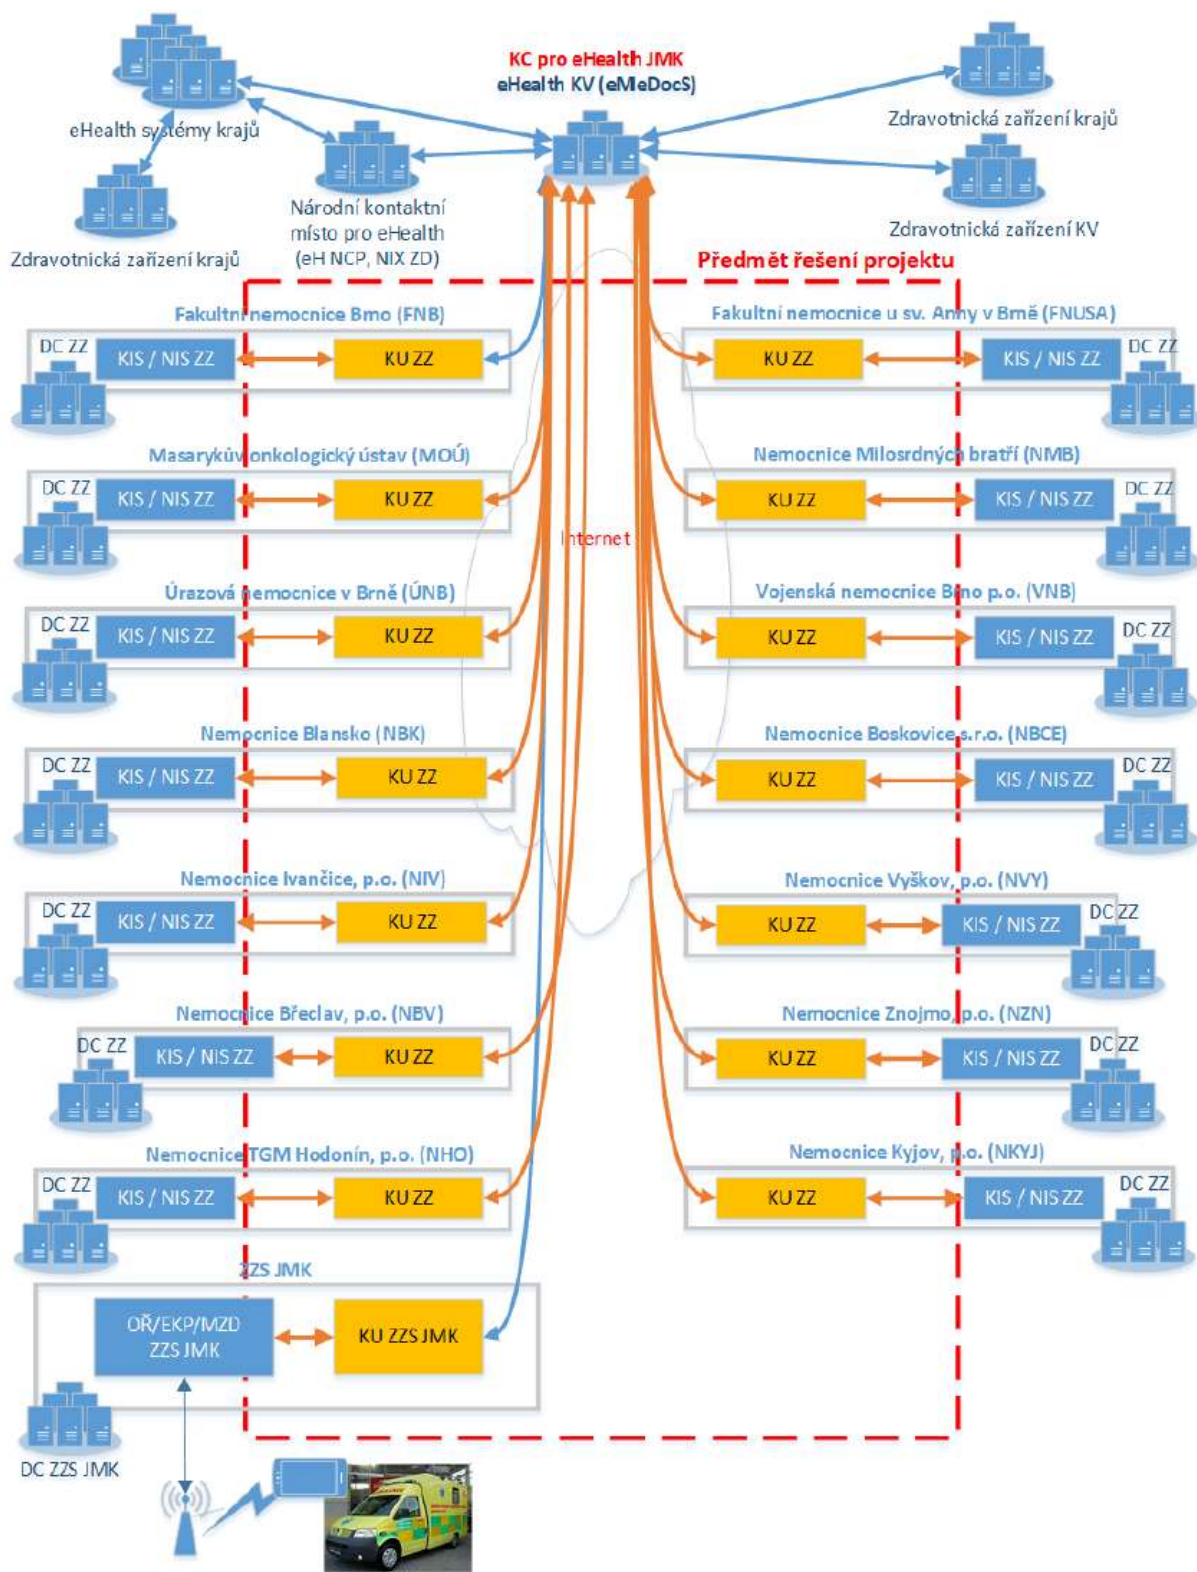 KC pro eHealth JMK
eHealth KV (eMeDocS)
eHealth systémy krajů
Zdravotnická zařízení krajů
Zdravotnická zařízení krajů
Národní kontaktní
místo pro eHealth
(eH NCP, NIX ZD)
Zdravotnická zařízení KV
Předmět řešení projektu
Fakultní nemocnice Brno (FNB)
DC ZZ
KIS / NIS ZZ
KU ZZ
Fakultní nemocnice u sv. Anny v Brně (FNUSA)
KU ZZ
KIS / NIS ZZ
DC ZZ
Masarykův onkologický ústav (MOÚ)
DC ZZ
KIS / NIS ZZ
KU ZZ
Nemocnice Milosrdných bratří (NMB)
KU ZZ
KIS / NIS ZZ
DC ZZ
Internet
Úrazová nemocnice v Brně (ÚNB)
DC ZZ
KIS / NIS ZZ
KU ZZ
Vojenská nemocnice Brno p.o. (VNB)
KU ZZ
KIS / NIS ZZ
DC ZZ
Nemocnice Blansko (NBK)
DC ZZ
KIS / NIS ZZ
KU ZZ
Nemocnice Boskovice s.r.o. (NBCE)
KU ZZ
KIS / NIS ZZ
DC ZZ
Nemocnice Ivančice, p.o. (NIV)
DC ZZ
KIS / NIS ZZ
KU ZZ
Nemocnice Vyškov, p.o. (NVY)
KU ZZ
KIS / NIS ZZ
DC ZZ
Nemocnice Břeclav, p.o. (NBV)
DC ZZ
KIS / NIS ZZ
KU ZZ
Nemocnice Znojmo, p.o. (NZN)
KU ZZ
KIS / NIS ZZ
DC ZZ
Nemocnice TGM Hodonín, p.o. (NHO)
DC ZZ
KIS / NIS ZZ
KU ZZ
Nemocnice Kyjov, p.o. (NKYJ)
KU ZZ
KIS / NIS ZZ
DC ZZ
ZZS JMK
OŘ/EKP/MZD
ZZS JMK
KU ZZS JMK
DC ZZS JMK